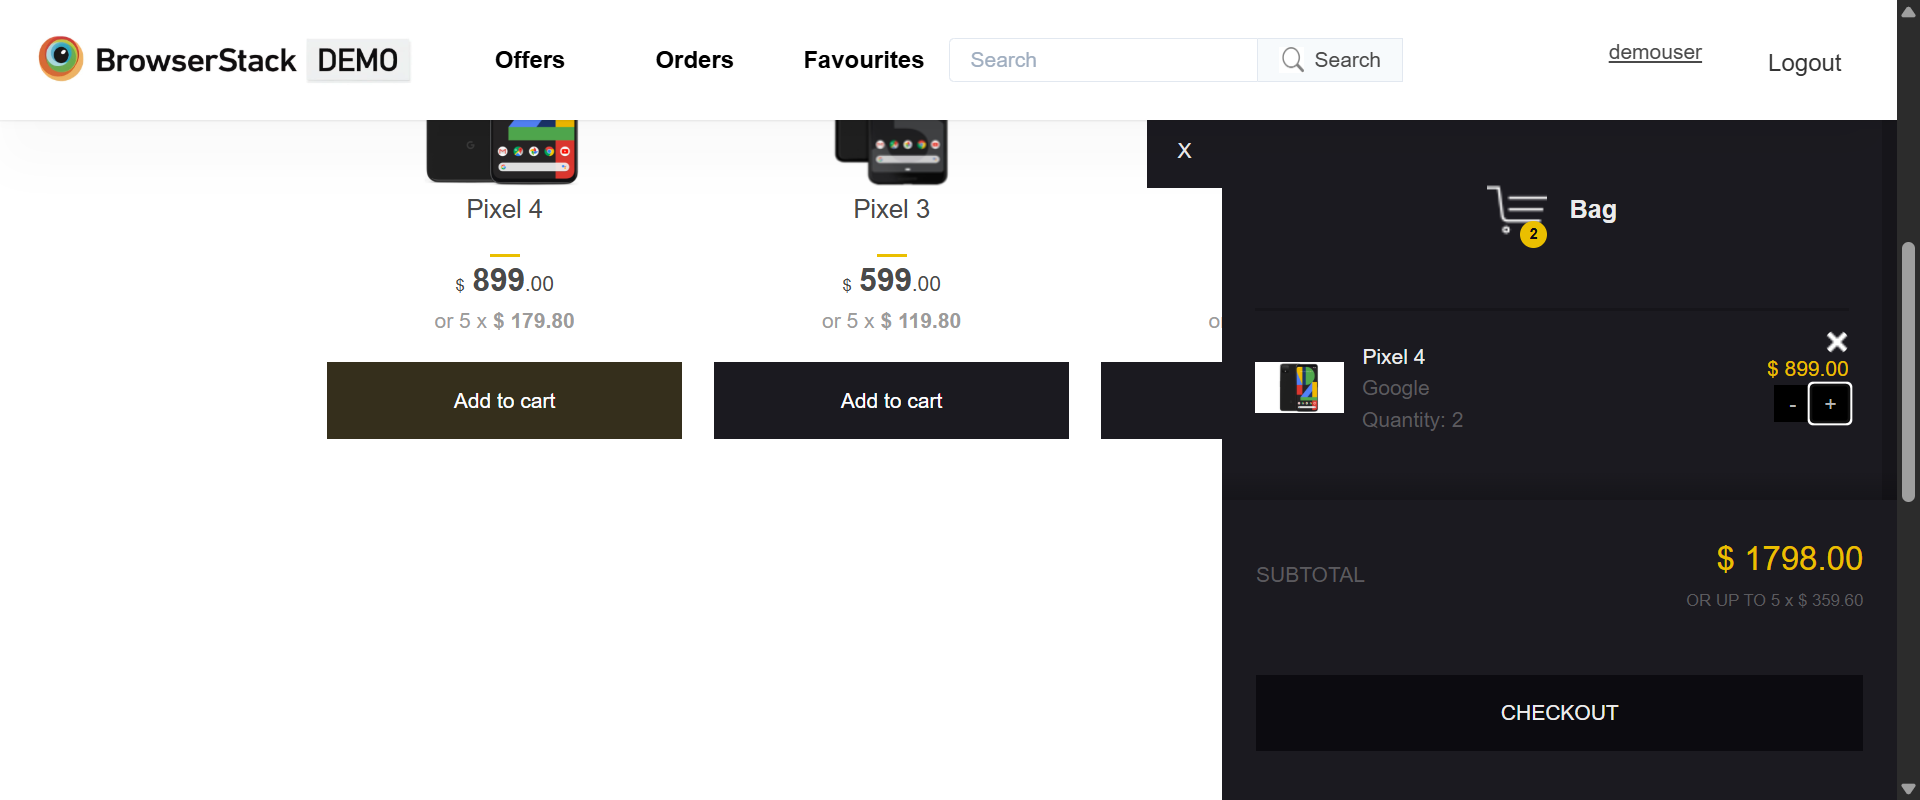 BrowserStack DEMO
Offers
Orders
Favourites
Search
Search
demouser
Logout
Pixel 4
$ 899.00
or 5 x $ 179.80
Add to cart
Pixel 3
$ 599.00
or 5 x $ 119.80
Add to cart
X
2
Bag
Pixel 4
Google
Quantity: 2
$ 899.00
-
+
SUBTOTAL
$ 1798.00
OR UP TO 5 x $ 359.60
CHECKOUT